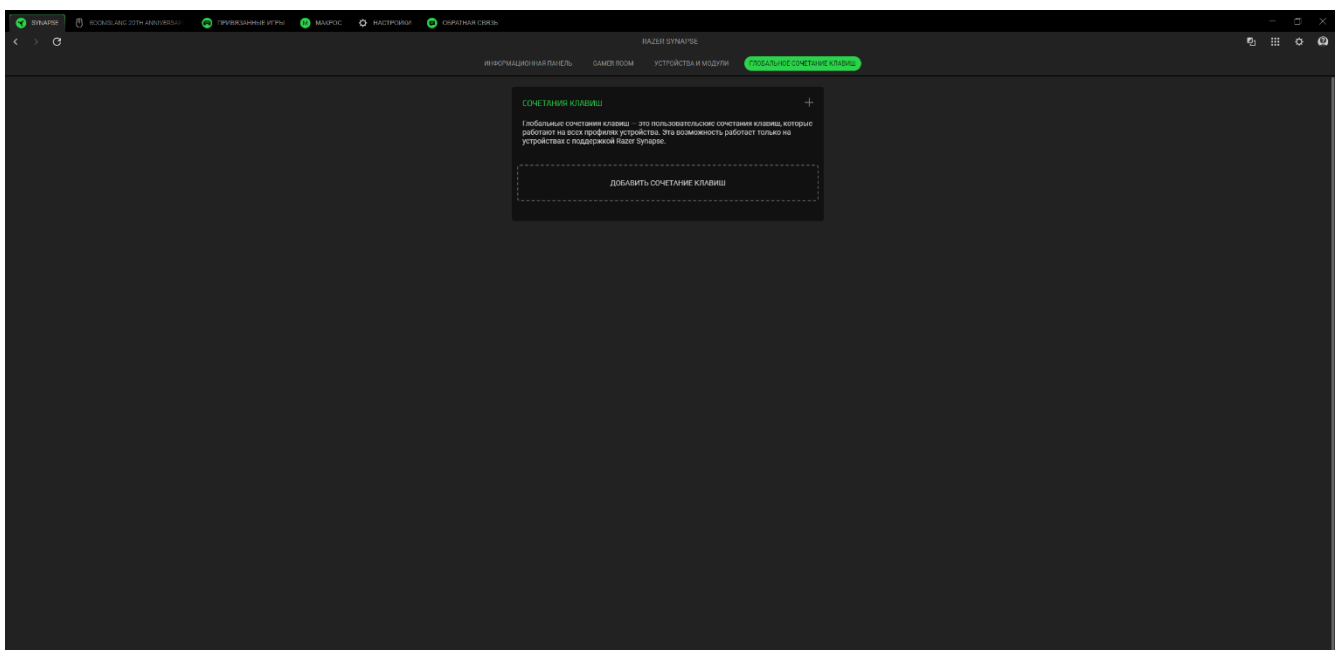 SYNAPSE
BOOMSLANG 20TH ANNIVERSAR
ПРИВЯЗАННЫЕ ИГРЫ
МАКРОС
НАСТРОЙКИ
ОБРАТНАЯ СВЯЗЬ
RAZER SYNAPSE
ИНФОРМАЦИОННАЯ ПАНЕЛЬ
GAMER ROOM
УСТРОЙСТВА И МОДУЛИ
ГЛОБАЛЬНОЕ СОЧЕТАНИЕ КЛАВИШ
СОЧЕТАНИЯ КЛАВИШ
Глобальные сочетания клавиш – это пользовательские сочетания клавиш, которые
работают на всех профилях устройства. Эта возможность работает только на
устройствах с поддержкой Razer Synapse.
ДОБАВИТЬ СОЧЕТАНИЕ КЛАВИШ